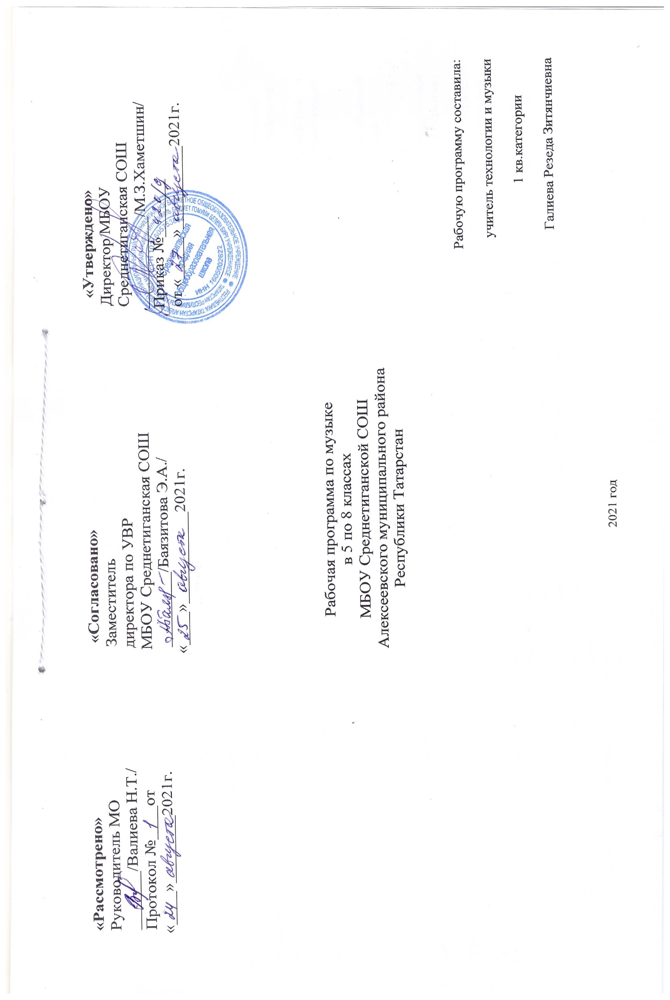 «Рассмотрено»
Руководитель МО
/Валиева Н.Т./
Протокол № 1 от
« 24 » августа 2021г.
«Согласовано»
Заместитель
директора по УВР
МБОУ Среднетиганская СОШ
/Баязитова Э.А./
« 25 » августа 2021г.
«Утверждено»
Директор МБОУ
Среднетиганская СОШ
/М.З.Хаметшин/
Приказ №
от « » августа 2021г.
Среднетиганская
средняя
общеобразовательная
школа
ИНН 1605002622
Рабочая программа по музыке
в 5 по 8 классах
МБОУ Среднетиганской СОШ
Алексеевского муниципального района
Республики Татарстан
Рабочую программу составила:
учитель технологии и музыки
1 кв.категории
Галиева Резеда Зитянчиевна
2021 год